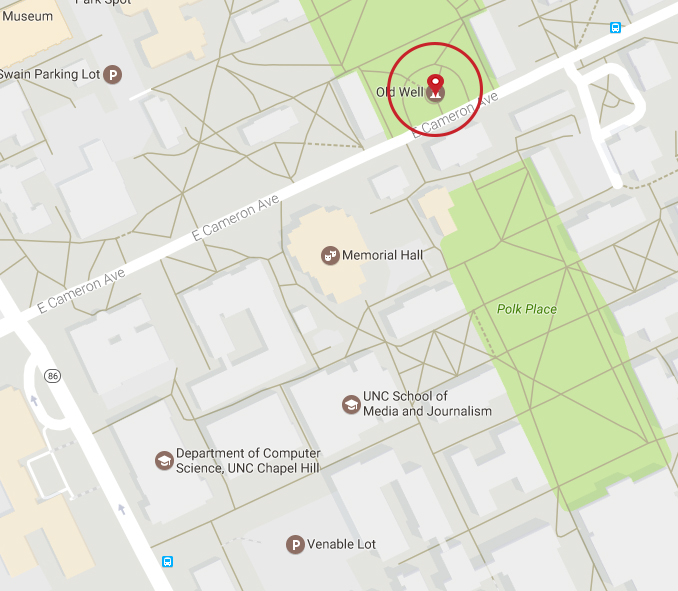 Park Spot
Museum
Swain Parking Lot
P
Old Well
E Cameron Ave
E Cameron Ave
Memorial Hall
E Cameron Ave
Polk Place
86
UNC School of
Media and Journalism
Department of Computer
Science, UNC Chapel Hill
P
Venable Lot